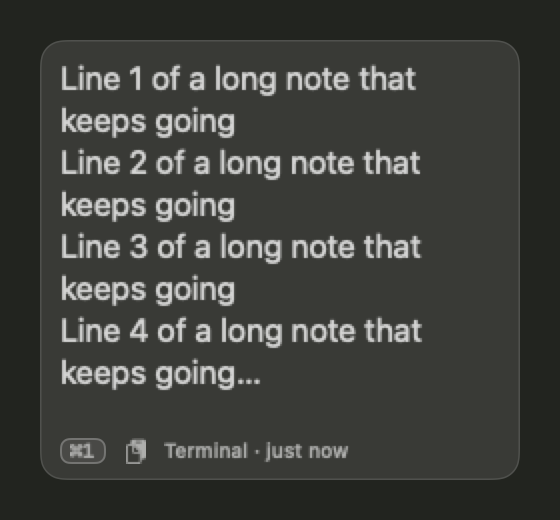 Line 1 of a long note that
keeps going
Line 2 of a long note that
keeps going
Line 3 of a long note that
keeps going
Line 4 of a long note that
keeps going...
⌘1 Terminal · just now